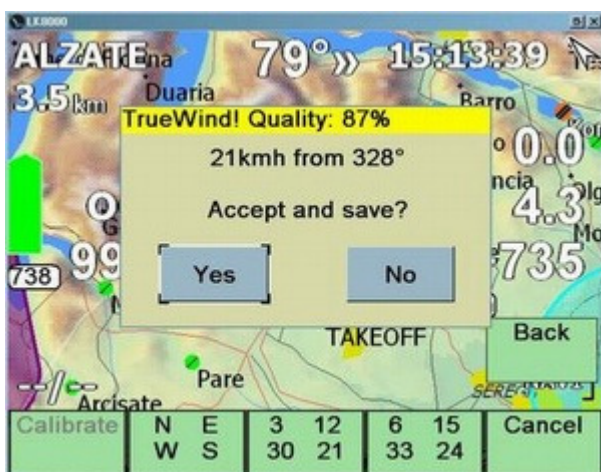 LK8000
ALZATE 79°» 15:13:39
3.5km
Duaria
Barro
TrueWind! Quality: 87%
21kmh from 328°
Accept and save?
Yes No
0.0
4.3
738
735
TAKEOFF
Back
Pare
--/--
Arcisate
Calibrate N E 3 12 6 15 Cancel
W S 30 21 33 24